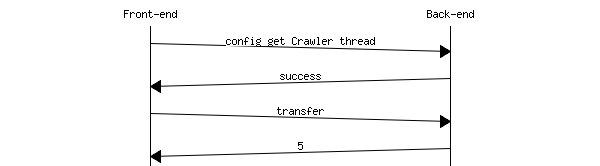 Front-end Back-end
config get Crawler thread
success
transfer
5